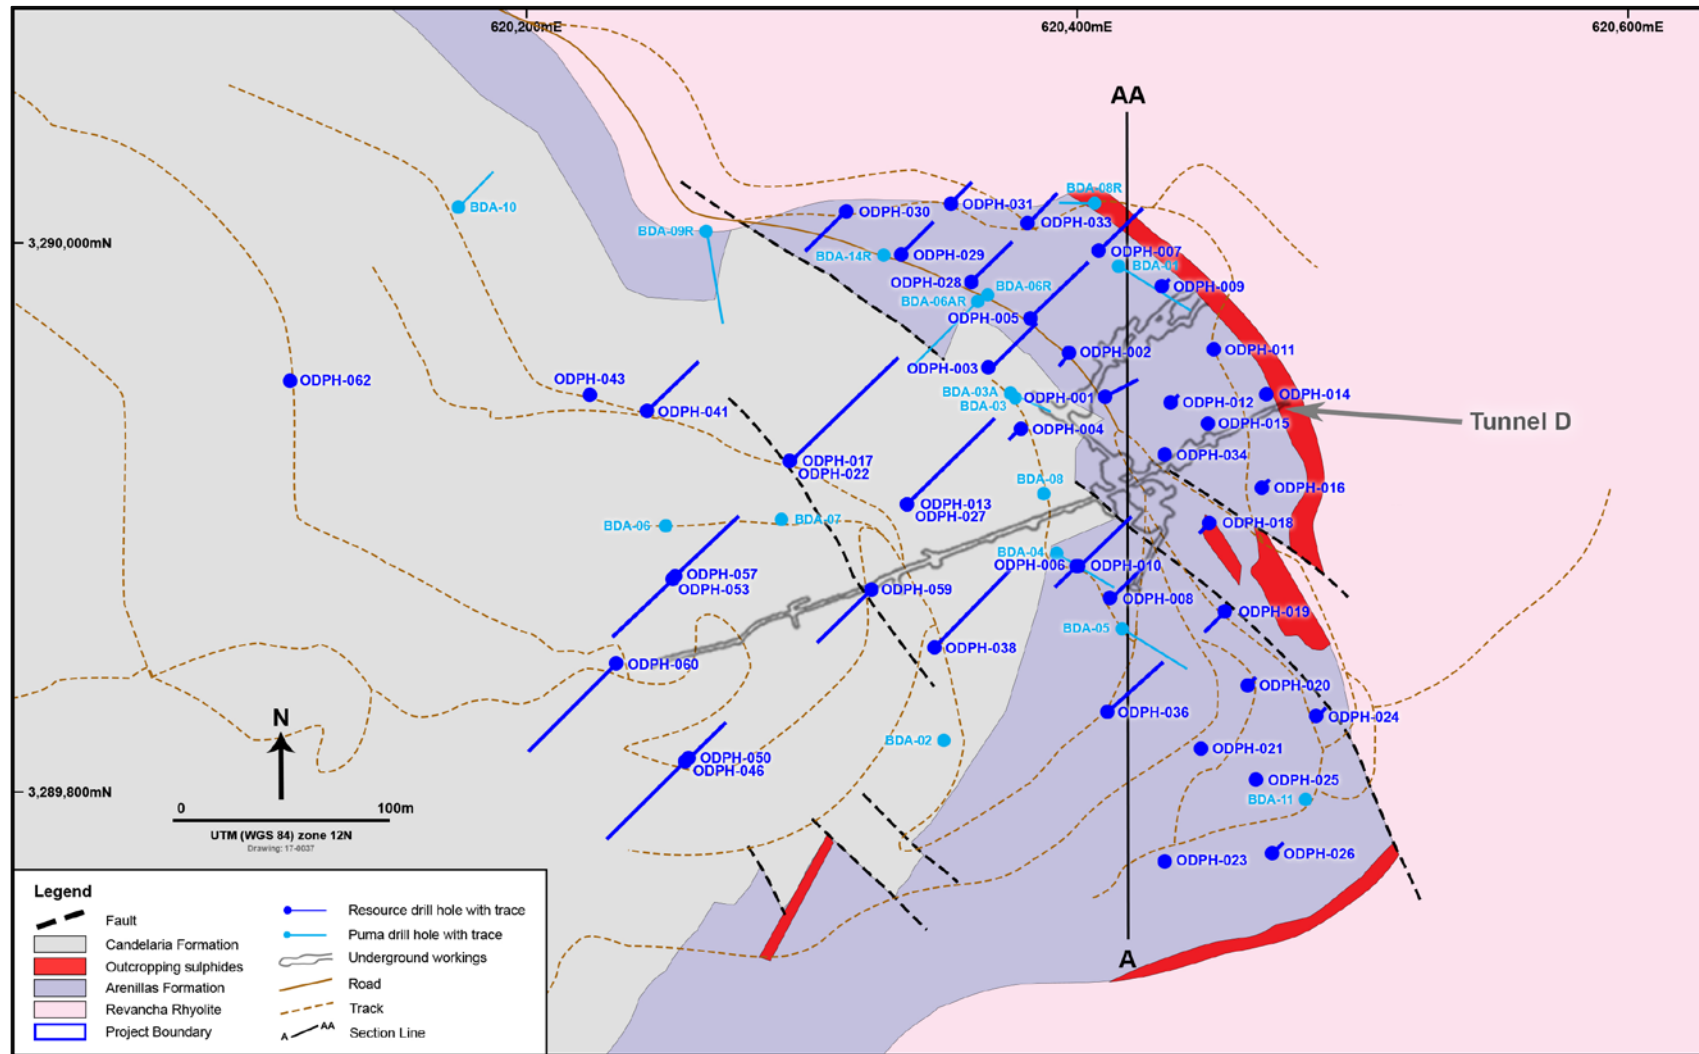 620,200mE
620,400mE
620,600mE
AA
BDA-08R
BDA-10
ODPH-030
ODPH-031
ODPH-033
BDA-09R
3,290,000mN
BDA-14R
ODPH-029
ODPH-007
BDA-01
ODPH-028
BDA-06R
ODPH-009
BDA-06AR
ODPH-005
ODPH-002
ODPH-011
ODPH-003
ODPH-062
ODPH-043
BDA-03A
ODPH-001
ODPH-014
BDA-03
ODPH-012
ODPH-041
ODPH-004
ODPH-015
Tunnel D
ODPH-017
ODPH-022
ODPH-034
BDA-08
ODPH-016
ODPH-013
ODPH-027
BDA-06
BDA-07
ODPH-018
BDA-04
ODPH-006
ODPH-010
ODPH-057
ODPH-053
ODPH-059
ODPH-008
ODPH-019
BDA-05
ODPH-038
ODPH-060
ODPH-020
N
ODPH-036
ODPH-024
BDA-02
ODPH-021
ODPH-050
ODPH-046
ODPH-025
3,289,800mN
BDA-11
0
100m
UTM (WGS 84) zone 12N
Drawing: 17-8037
ODPH-023
ODPH-026
A
Legend
Fault
Candelaria Formation
Outcropping sulphides
Arenillas Formation
Revancha Rhyolite
Project Boundary
Resource drill hole with trace
Puma drill hole with trace
Underground workings
Road
Track
A
AA
Section Line